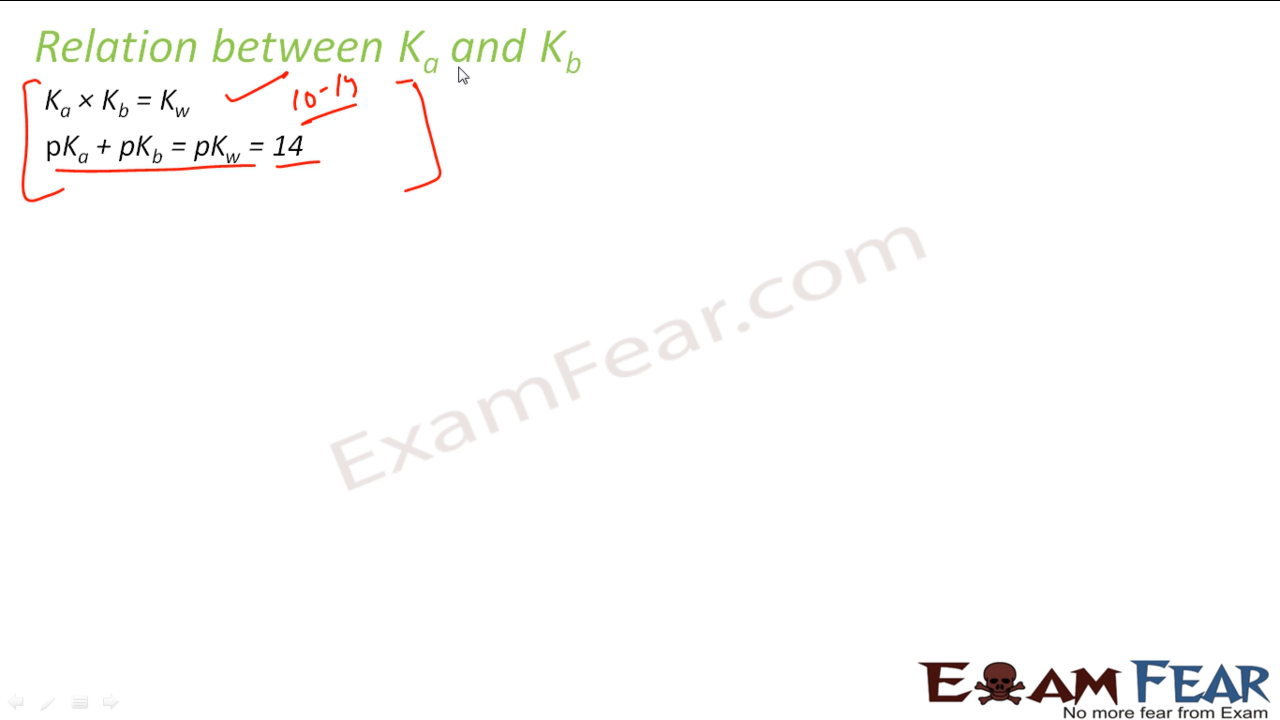 Relation between Ka and Kb
Ka × Kb = Kw
10-14
pKa + pKb = pKw = 14
ExamFear.com
EXAM FEAR
No more fear from Exam